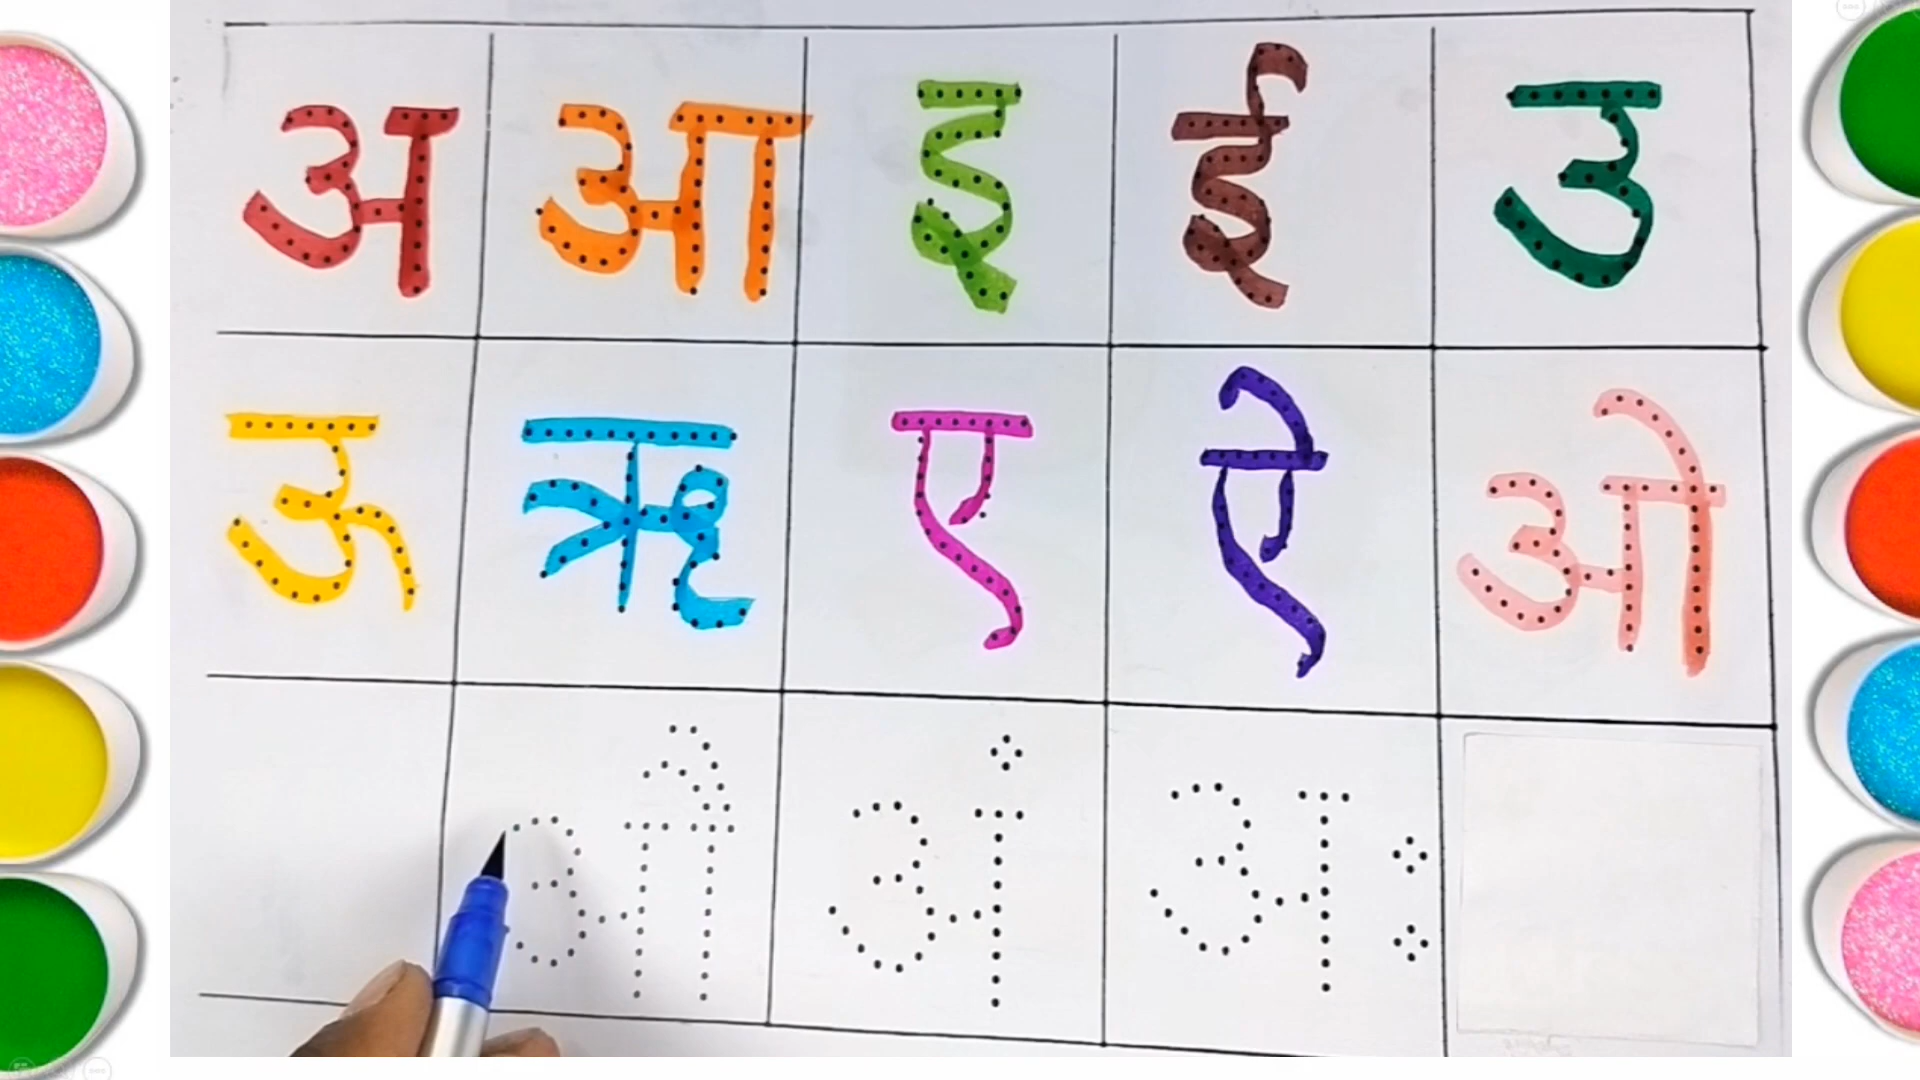 अ आ इ ई उ
ऊ ऋ ए ऐ ओ
औ अं अः